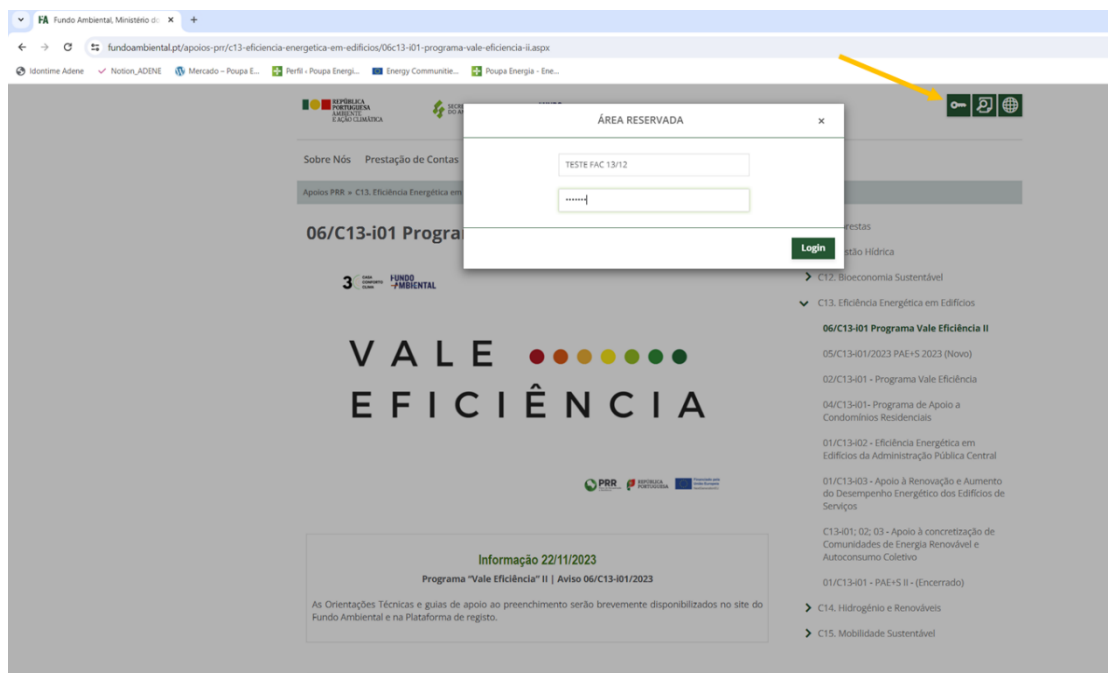 FA Fundo Ambiental, Ministério do
fundoambiental.pt/apoios-prr/c13-eficiencia-energetica-em-edificios/06c13-i01-programa-vale-eficiencia-ii.aspx
Idontime Adene
Notion_ADENE
Mercado – Poupa E...
Perfil ‹ Poupa Energi...
Energy Communitie...
Poupa Energia - Ene...
REPÚBLICA
PORTUGUESA
AMBIENTE
E AÇÃO CLIMÁTICA
ÁREA RESERVADA
×
TESTE FAC 13/12
•••••••
Login
Sobre Nós Prestação de Contas
Apoios PRR » C13. Eficiência Energética em
06/C13-i01 Progra
3C CASA
CONFORTO
CLIMA
FUNDO
AMBIENTAL
VALE
EFICIÊNCIA
PRR
REPÚBLICA
PORTUGUESA
Informação 22/11/2023
Programa "Vale Eficiência" II | Aviso 06/C13-i01/2023
As Orientações Técnicas e guias de apoio ao preenchimento serão brevemente disponibilizados no site do
Fundo Ambiental e na Plataforma de registo.
restas
stão Hídrica
C12. Bioeconomia Sustentável
C13. Eficiência Energética em Edifícios
06/C13-i01 Programa Vale Eficiência II
05/C13-i01/2023 PAE+S 2023 (Novo)
02/C13-i01 - Programa Vale Eficiência
04/C13-i01- Programa de Apoio a
Condomínios Residenciais
01/C13-i02 - Eficiência Energética em
Edifícios da Administração Pública Central
01/C13-i03 - Apoio à Renovação e Aumento
do Desempenho Energético dos Edifícios de
Serviços
C13-i01; 02; 03 - Apoio à concretização de
Comunidades de Energia Renovável e
Autoconsumo Coletivo
01/C13-i01 - PAE+S II - (Encerrado)
C14. Hidrogénio e Renováveis
C15. Mobilidade Sustentável